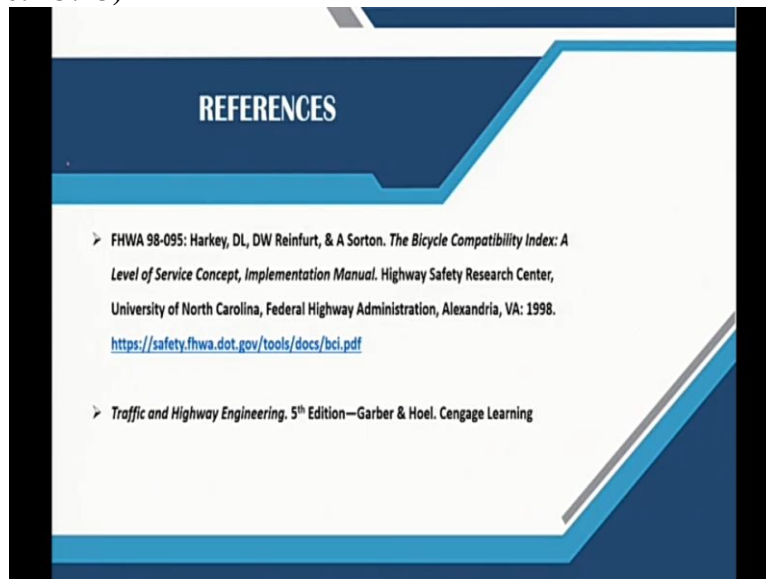 REFERENCES
➢ FHWA 98-095: Harkey, DL, DW Reinfurt, & A Sorton. The Bicycle Compatibility Index: A
Level of Service Concept, Implementation Manual. Highway Safety Research Center,
University of North Carolina, Federal Highway Administration, Alexandria, VA: 1998.
https://safety.fhwa.dot.gov/tools/docs/bci.pdf
➢ Traffic and Highway Engineering. 5th Edition—Garber & Hoel. Cengage Learning